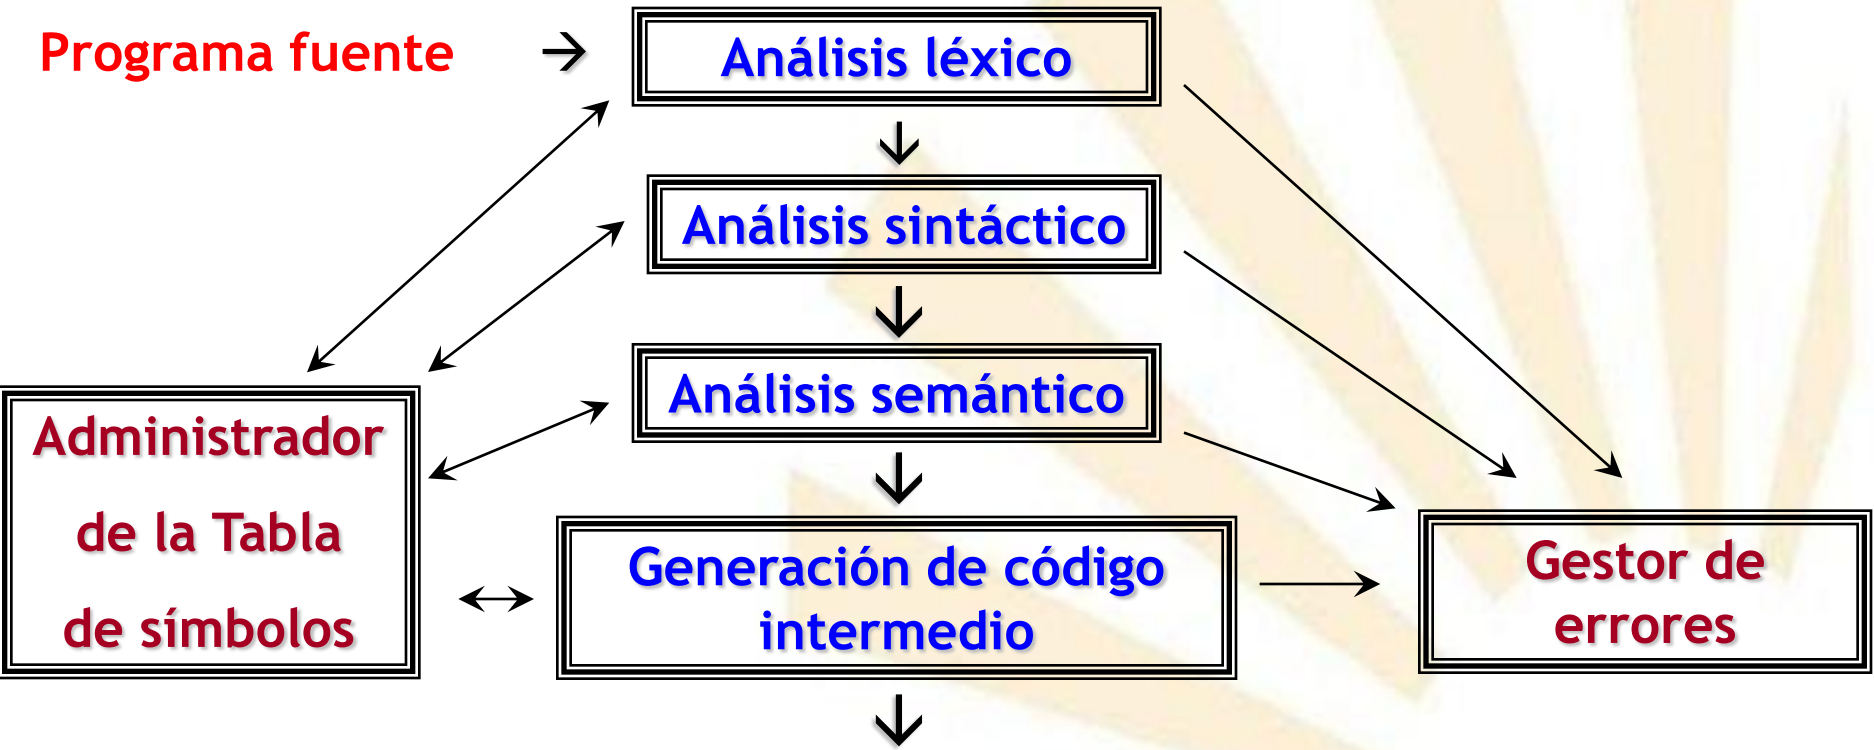 Programa fuente →
Análisis léxico
↓
Análisis sintáctico
↓
Análisis semántico
↓
Administrador
de la Tabla
de símbolos
Generación de código
intermedio
↓
Gestor de
errores